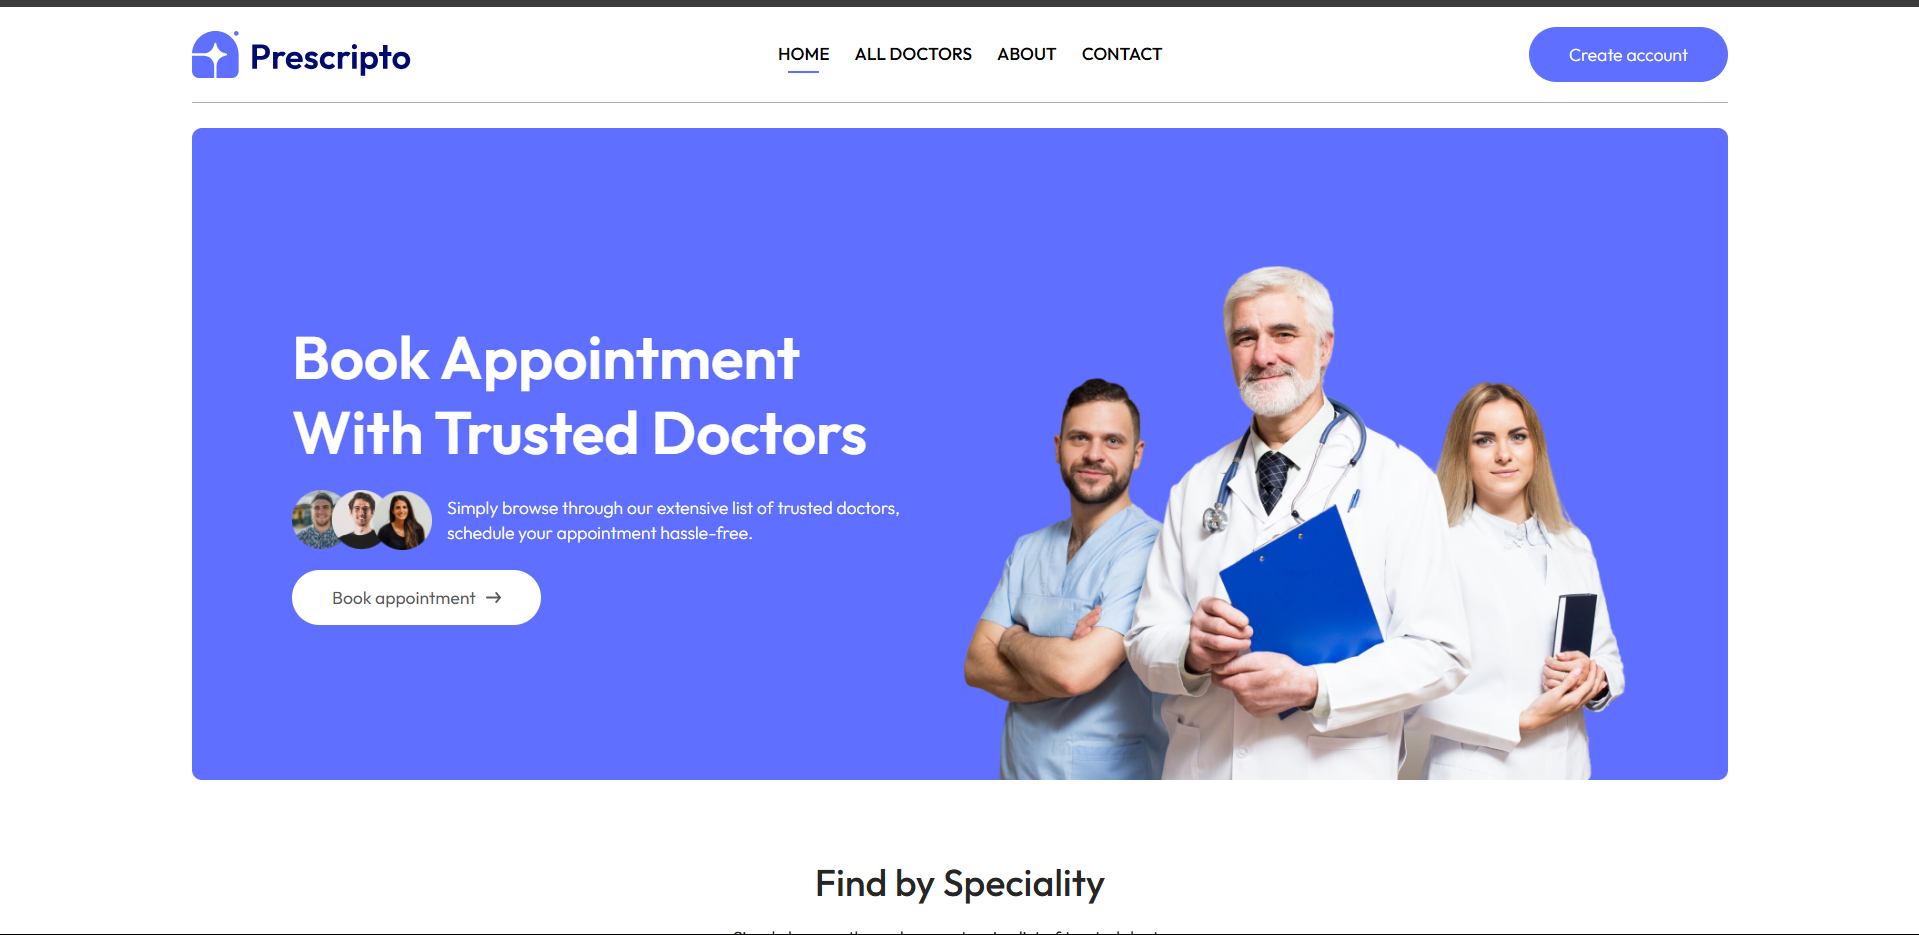 Prescripto
HOME
ALL DOCTORS
ABOUT
CONTACT
Create account
Book Appointment
With Trusted Doctors
Simply browse through our extensive list of trusted doctors,
schedule your appointment hassle-free.
Book appointment →
Find by Speciality